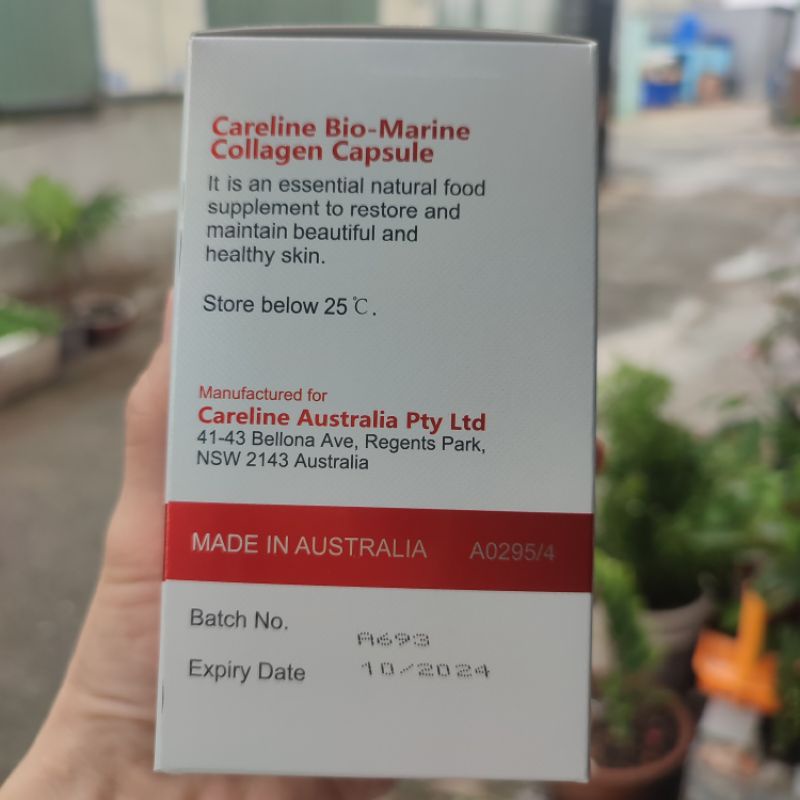 Careline Bio-Marine
Collagen Capsule
It is an essential natural food
supplement to restore and
maintain beautiful and
healthy skin.
Store below 25℃.
Manufactured for
Careline Australia Pty Ltd
41-43 Bellona Ave, Regents Park,
NSW 2143 Australia
MADE IN AUSTRALIA A0295/4
Batch No. A693
Expiry Date 10/2024